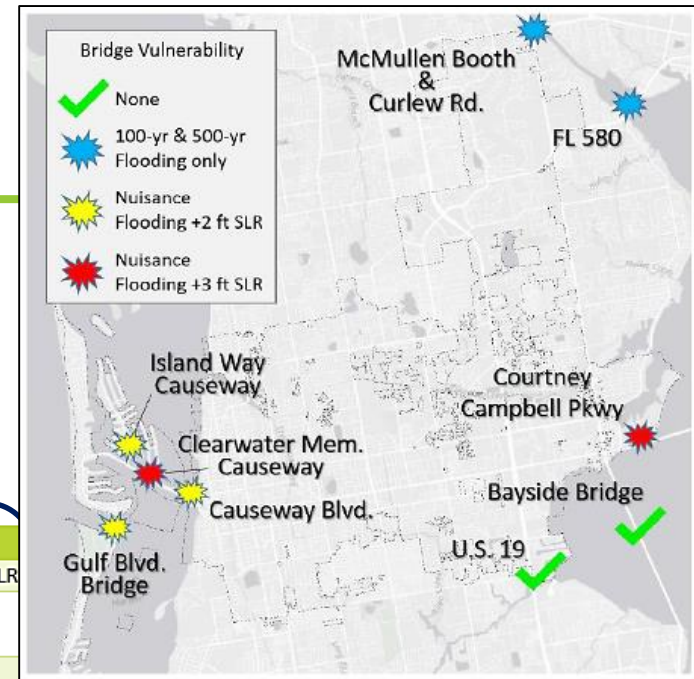 Bridge Vulnerability
None
100-yr & 500-yr
Flooding only
Nuisance
Flooding +2 ft SLR
Nuisance
Flooding +3 ft SLR
McMullen Booth
&
Curlew Rd.
FL 580
Island Way
Causeway
Clearwater Mem.
Causeway
Causeway Blvd.
Gulf Blvd.
Bridge
Courtney
Campbell Pkwy
Bayside Bridge
U.S. 19
LR